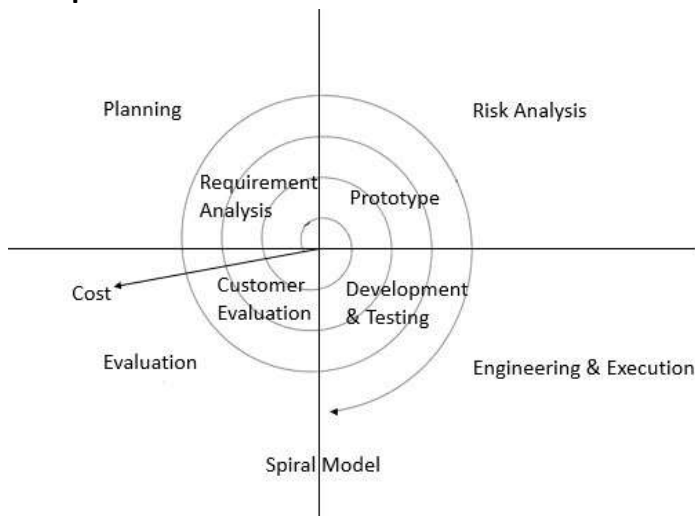 Planning
Risk Analysis
Requirement
Analysis
Prototype
Cost
Customer
Evaluation
Development
& Testing
Evaluation
Engineering & Execution
Spiral Model